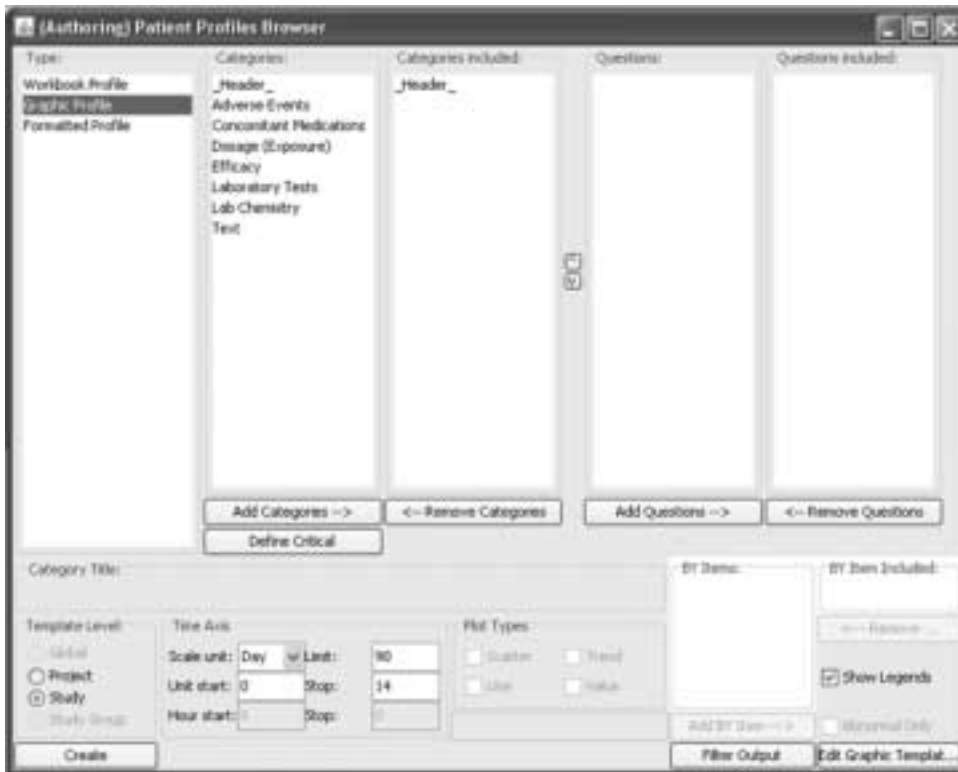 (Authoring) Patient Profiles Browser
Type: Categories: Categories included: Questions: Questions included:
Workbook Profile
Graphic Profile
Formatted Profile
_Header_
Adverse Events
Concomitant Medications
Dosage (Exposure)
Efficacy
Laboratory Tests
Lab Chemistry
Text
_Header_
Add Categories --> <-- Remove Categories Add Questions --> <-- Remove Questions
Define Critical
Category Title:
BY Items: BY Item Included:
Template Level:
Global
Project
Study
Study Group
Time Axis
Scale unit: Day Limit: 90
Unit start: 0 Stop: 14
Hour start: Stop:
Plot Types
Scatter Trend
Line Value
<-- Remove ...
Show Legends
Add BY Item --> Abnormal Only
Create Filter Output Edit Graphic Templat...